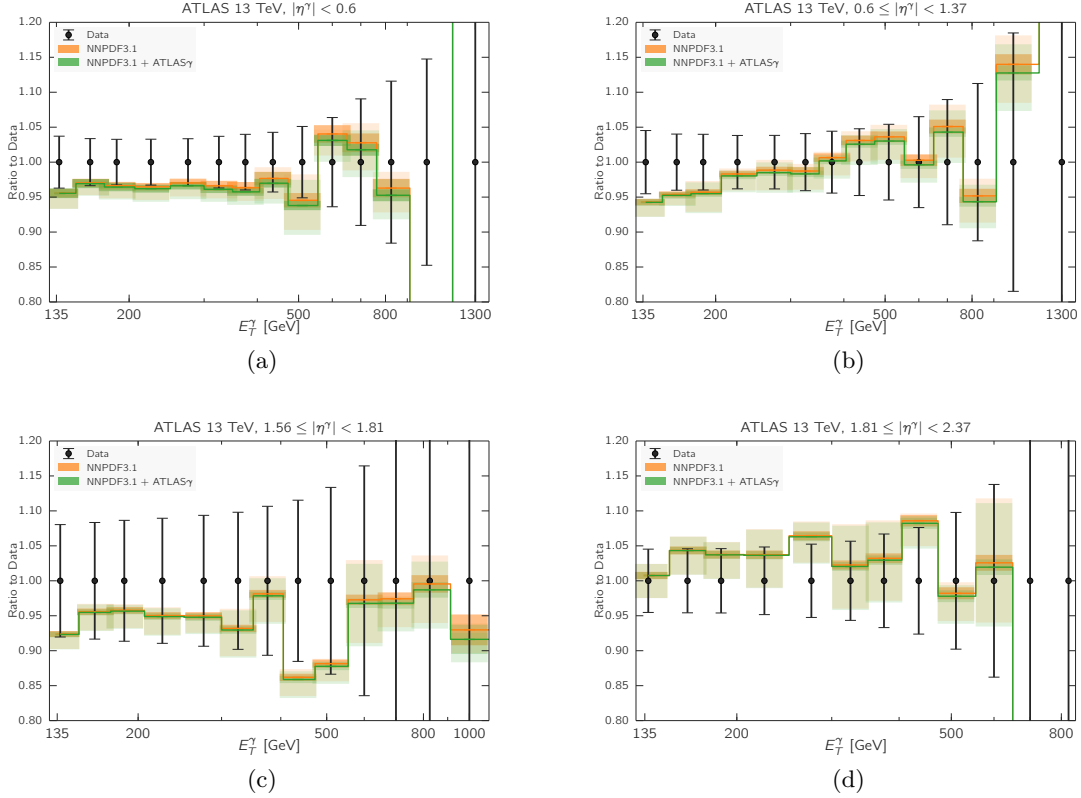 ATLAS 13 TeV, |ηᵞ| < 0.6
1.20
1.15
1.10
1.05
1.00
0.95
0.90
0.85
0.80
Ratio to Data
Data
NNPDF3.1
NNPDF3.1 + ATLASγ
135 200 500 800 1300
E_T^γ [GeV]
(a)
ATLAS 13 TeV, 0.6 ≤ |ηᵞ| < 1.37
1.20
1.15
1.10
1.05
1.00
0.95
0.90
0.85
0.80
Ratio to Data
Data
NNPDF3.1
NNPDF3.1 + ATLASγ
135 200 500 800 1300
E_T^γ [GeV]
(b)
ATLAS 13 TeV, 1.56 ≤ |ηᵞ| < 1.81
1.20
1.15
1.10
1.05
1.00
0.95
0.90
0.85
0.80
Ratio to Data
Data
NNPDF3.1
NNPDF3.1 + ATLASγ
135 200 500 800 1000
E_T^γ [GeV]
(c)
ATLAS 13 TeV, 1.81 ≤ |ηᵞ| < 2.37
1.20
1.15
1.10
1.05
1.00
0.95
0.90
0.85
0.80
Ratio to Data
Data
NNPDF3.1
NNPDF3.1 + ATLASγ
135 200 500 800
E_T^γ [GeV]
(d)